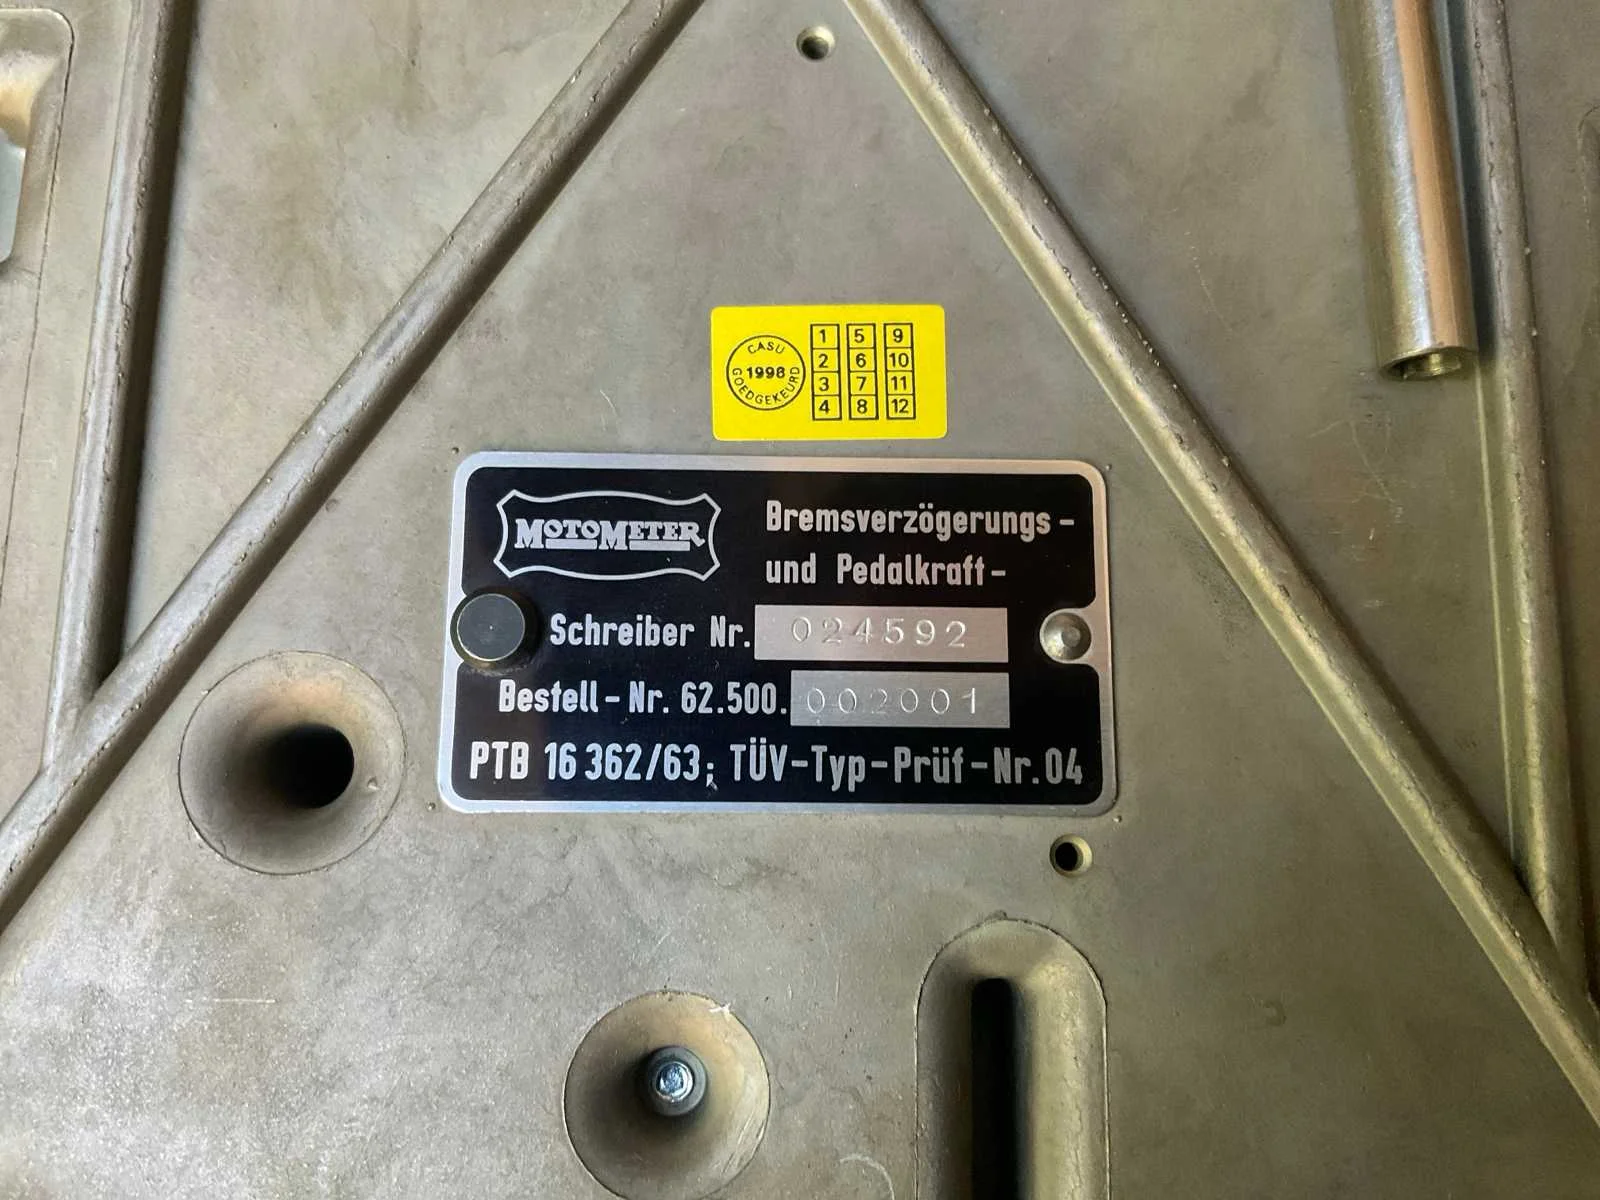 CASU
1998
GOEDGEKEURD
1 5 9
2 6 10
3 7 11
4 8 12
MOTOMETER
Bremsverzögerungs-
und Pedalkraft-
Schreiber Nr. 024592
Bestell-Nr. 62.500. 002001
PTB 16 362/63; TÜV-Typ-Prüf-Nr. 04